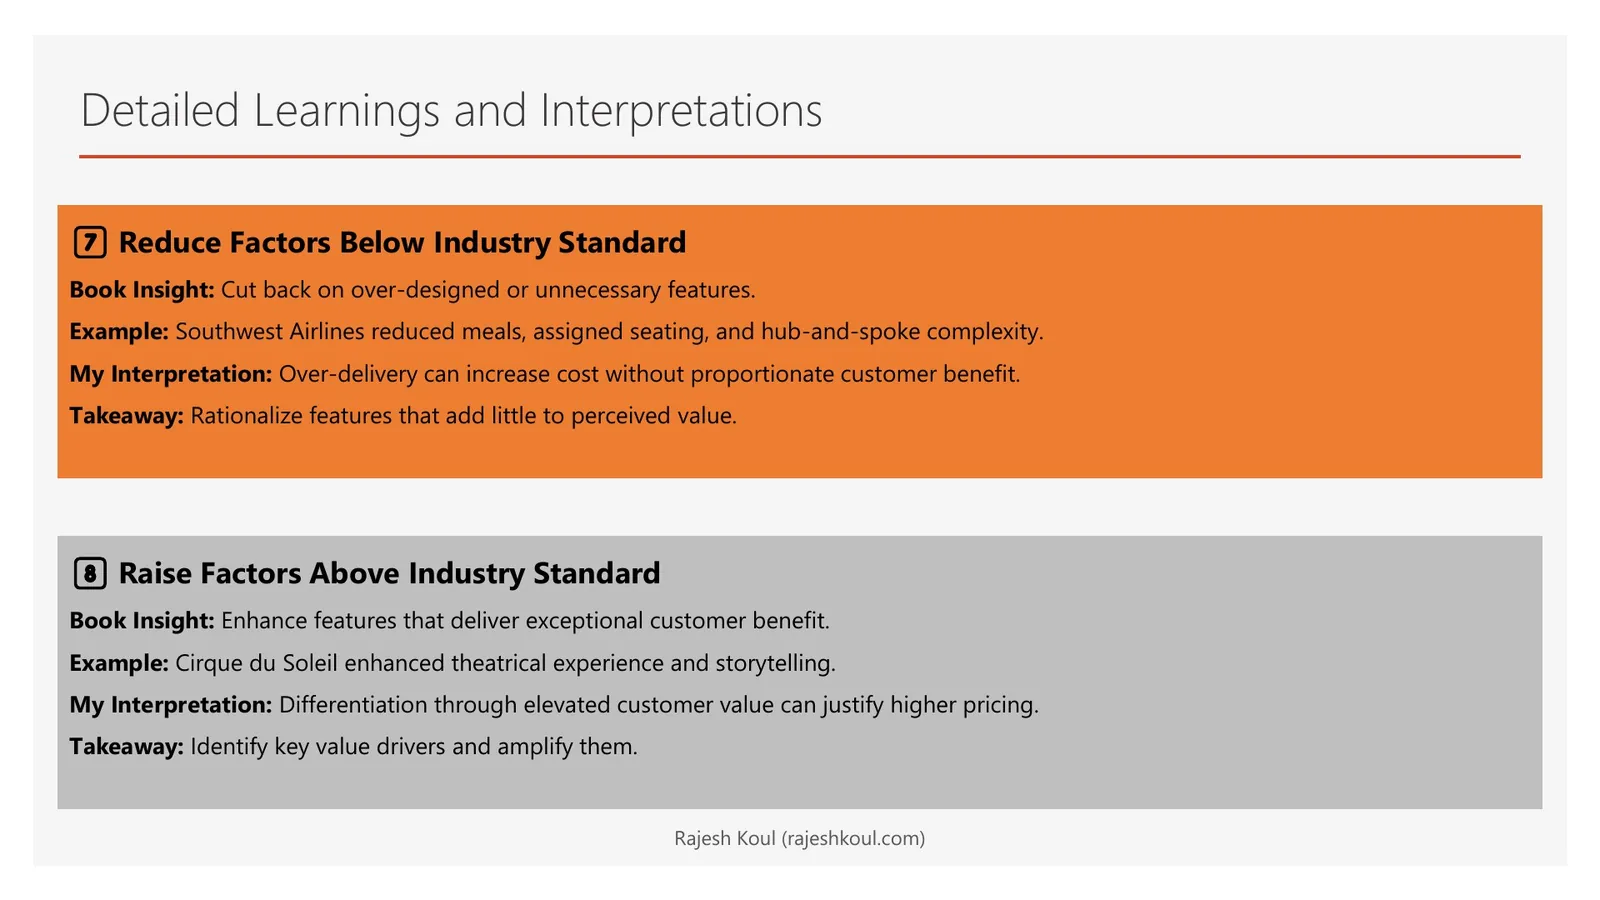 Detailed Learnings and Interpretations
7 Reduce Factors Below Industry Standard
Book Insight: Cut back on over-designed or unnecessary features.
Example: Southwest Airlines reduced meals, assigned seating, and hub-and-spoke complexity.
My Interpretation: Over-delivery can increase cost without proportionate customer benefit.
Takeaway: Rationalize features that add little to perceived value.
8 Raise Factors Above Industry Standard
Book Insight: Enhance features that deliver exceptional customer benefit.
Example: Cirque du Soleil enhanced theatrical experience and storytelling.
My Interpretation: Differentiation through elevated customer value can justify higher pricing.
Takeaway: Identify key value drivers and amplify them.
Rajesh Koul (rajeshkoul.com)